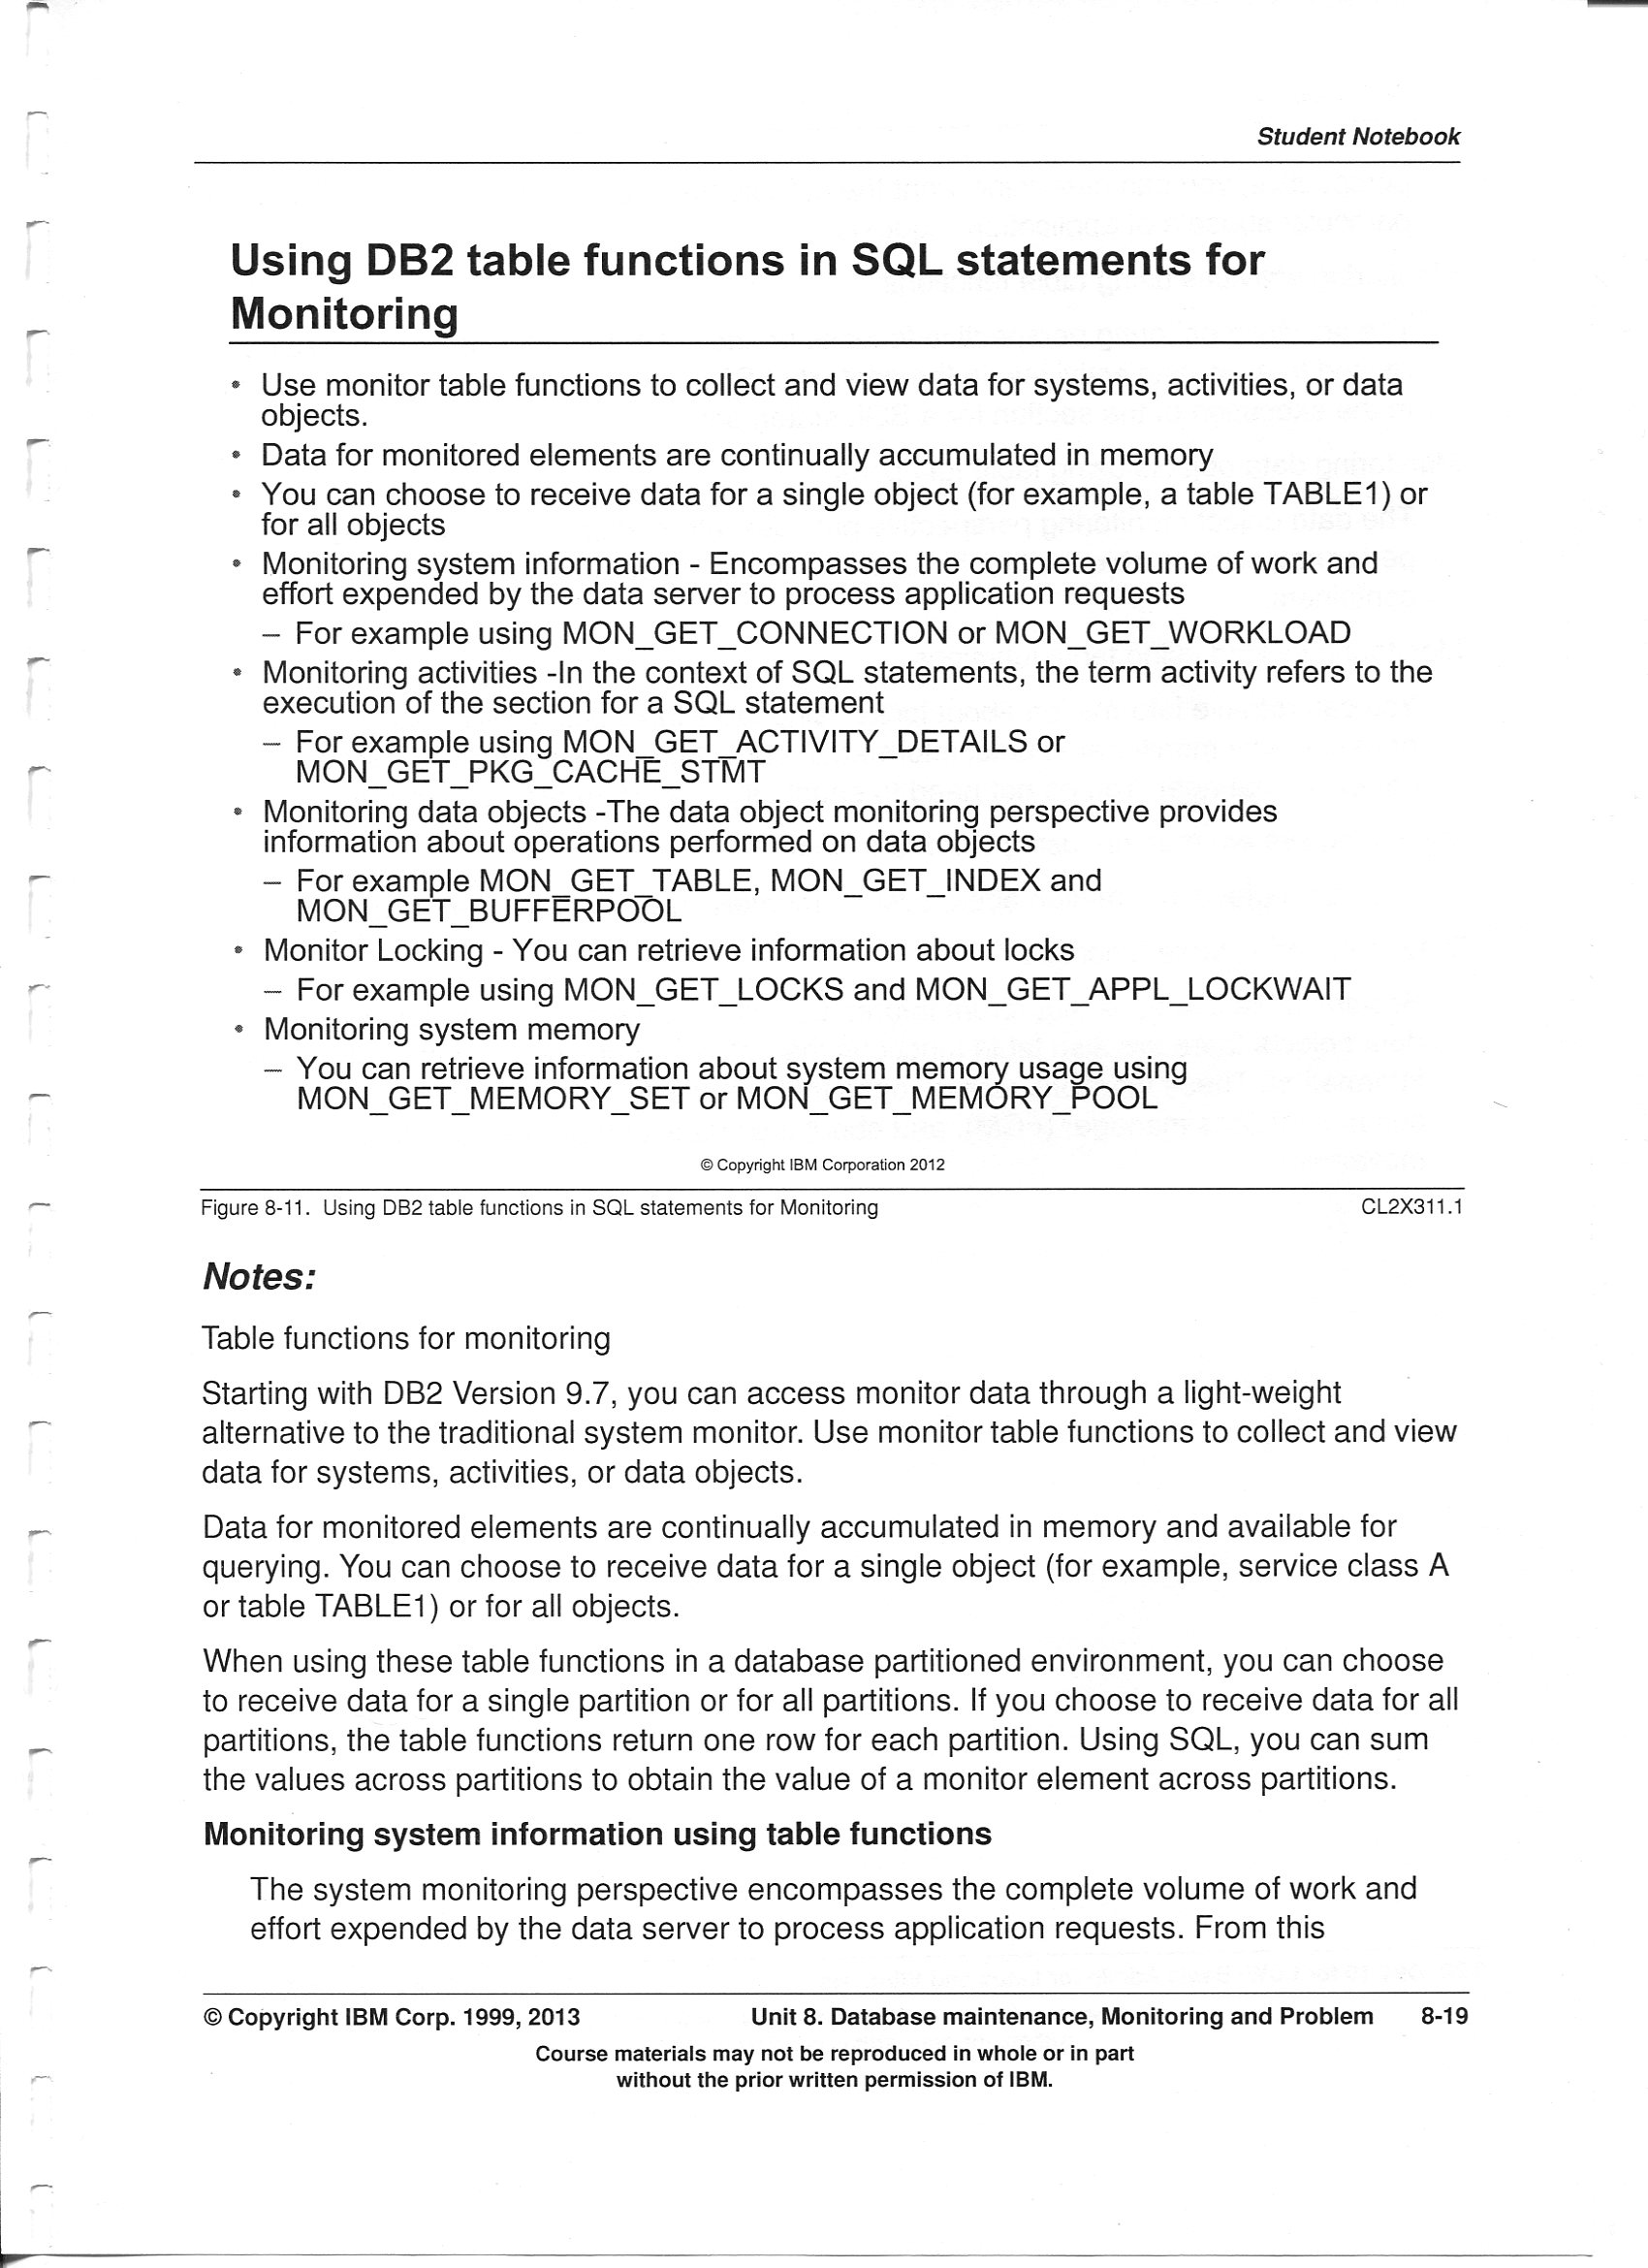 Student Notebook
Using DB2 table functions in SQL statements for
Monitoring
• Use monitor table functions to collect and view data for systems, activities, or data
objects.
• Data for monitored elements are continually accumulated in memory
• You can choose to receive data for a single object (for example, a table TABLE1) or
for all objects
• Monitoring system information - Encompasses the complete volume of work and
effort expended by the data server to process application requests
– For example using MON_GET_CONNECTION or MON_GET_WORKLOAD
• Monitoring activities -In the context of SQL statements, the term activity refers to the
execution of the section for a SQL statement
– For example using MON_GET_ACTIVITY_DETAILS or
MON_GET_PKG_CACHE_STMT
• Monitoring data objects -The data object monitoring perspective provides
information about operations performed on data objects
– For example MON_GET_TABLE, MON_GET_INDEX and
MON_GET_BUFFERPOOL
• Monitor Locking - You can retrieve information about locks
– For example using MON_GET_LOCKS and MON_GET_APPL_LOCKWAIT
• Monitoring system memory
– You can retrieve information about system memory usage using
MON_GET_MEMORY_SET or MON_GET_MEMORY_POOL
© Copyright IBM Corporation 2012
Figure 8-11. Using DB2 table functions in SQL statements for Monitoring CL2X311.1
Notes:
Table functions for monitoring
Starting with DB2 Version 9.7, you can access monitor data through a light-weight
alternative to the traditional system monitor. Use monitor table functions to collect and view
data for systems, activities, or data objects.
Data for monitored elements are continually accumulated in memory and available for
querying. You can choose to receive data for a single object (for example, service class A
or table TABLE1) or for all objects.
When using these table functions in a database partitioned environment, you can choose
to receive data for a single partition or for all partitions. If you choose to receive data for all
partitions, the table functions return one row for each partition. Using SQL, you can sum
the values across partitions to obtain the value of a monitor element across partitions.
Monitoring system information using table functions
The system monitoring perspective encompasses the complete volume of work and
effort expended by the data server to process application requests. From this
© Copyright IBM Corp. 1999, 2013 Unit 8. Database maintenance, Monitoring and Problem 8-19
Course materials may not be reproduced in whole or in part
without the prior written permission of IBM.